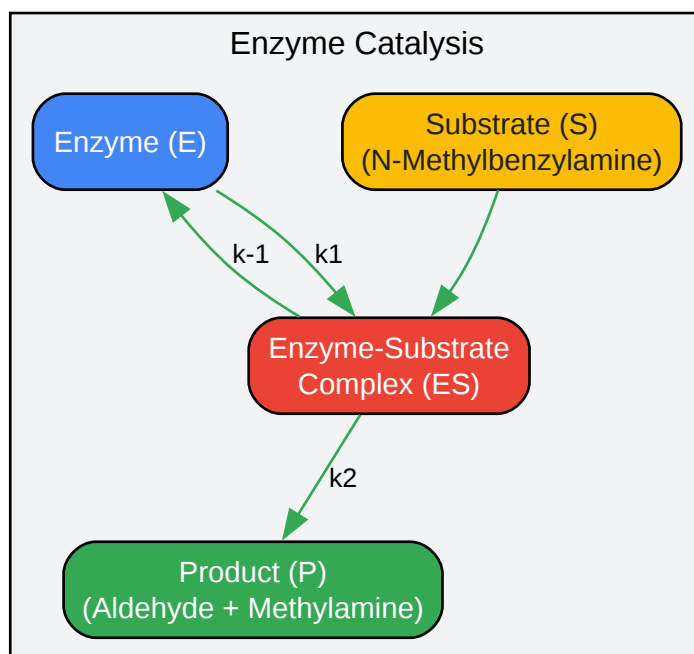 Enzyme Catalysis
Enzyme (E)
Substrate (S)
(N-Methylbenzylamine)
k-1
k1
Enzyme-Substrate
Complex (ES)
k2
Product (P)
(Aldehyde + Methylamine)